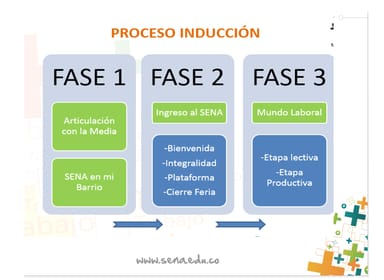 PROCESO INDUCCIÓN
FASE 1
Articulación
con la Media
SENA en mi
Barrio
FASE 2
Ingreso al SENA
-Bienvenida
-Integralidad
-Plataforma
-Cierre Feria
FASE 3
Mundo Laboral
-Etapa lectiva
-Etapa
Productiva
www.senaedu.co